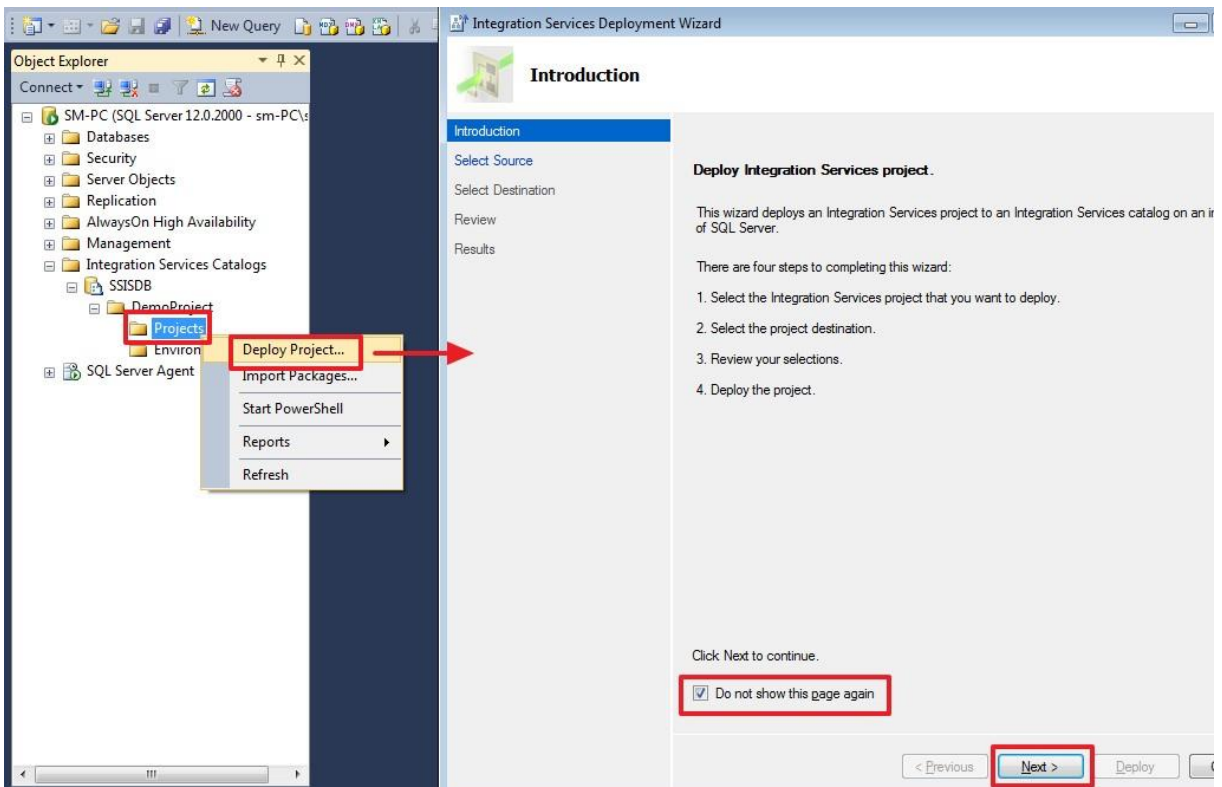 New Query
Object Explorer
Connect
SM-PC (SQL Server 12.0.2000 - sm-PC\s
Databases
Security
Server Objects
Replication
AlwaysOn High Availability
Management
Integration Services Catalogs
SSISDB
DemoProject
Projects
Environ
SQL Server Agent
Deploy Project...
Import Packages...
Start PowerShell
Reports
Refresh
Integration Services Deployment Wizard
Introduction
Introduction
Select Source
Select Destination
Review
Results
Deploy Integration Services project.
This wizard deploys an Integration Services project to an Integration Services catalog on an in
of SQL Server.
There are four steps to completing this wizard:
1. Select the Integration Services project that you want to deploy.
2. Select the project destination.
3. Review your selections.
4. Deploy the project.
Click Next to continue.
Do not show this page again
< Previous
Next >
Deploy